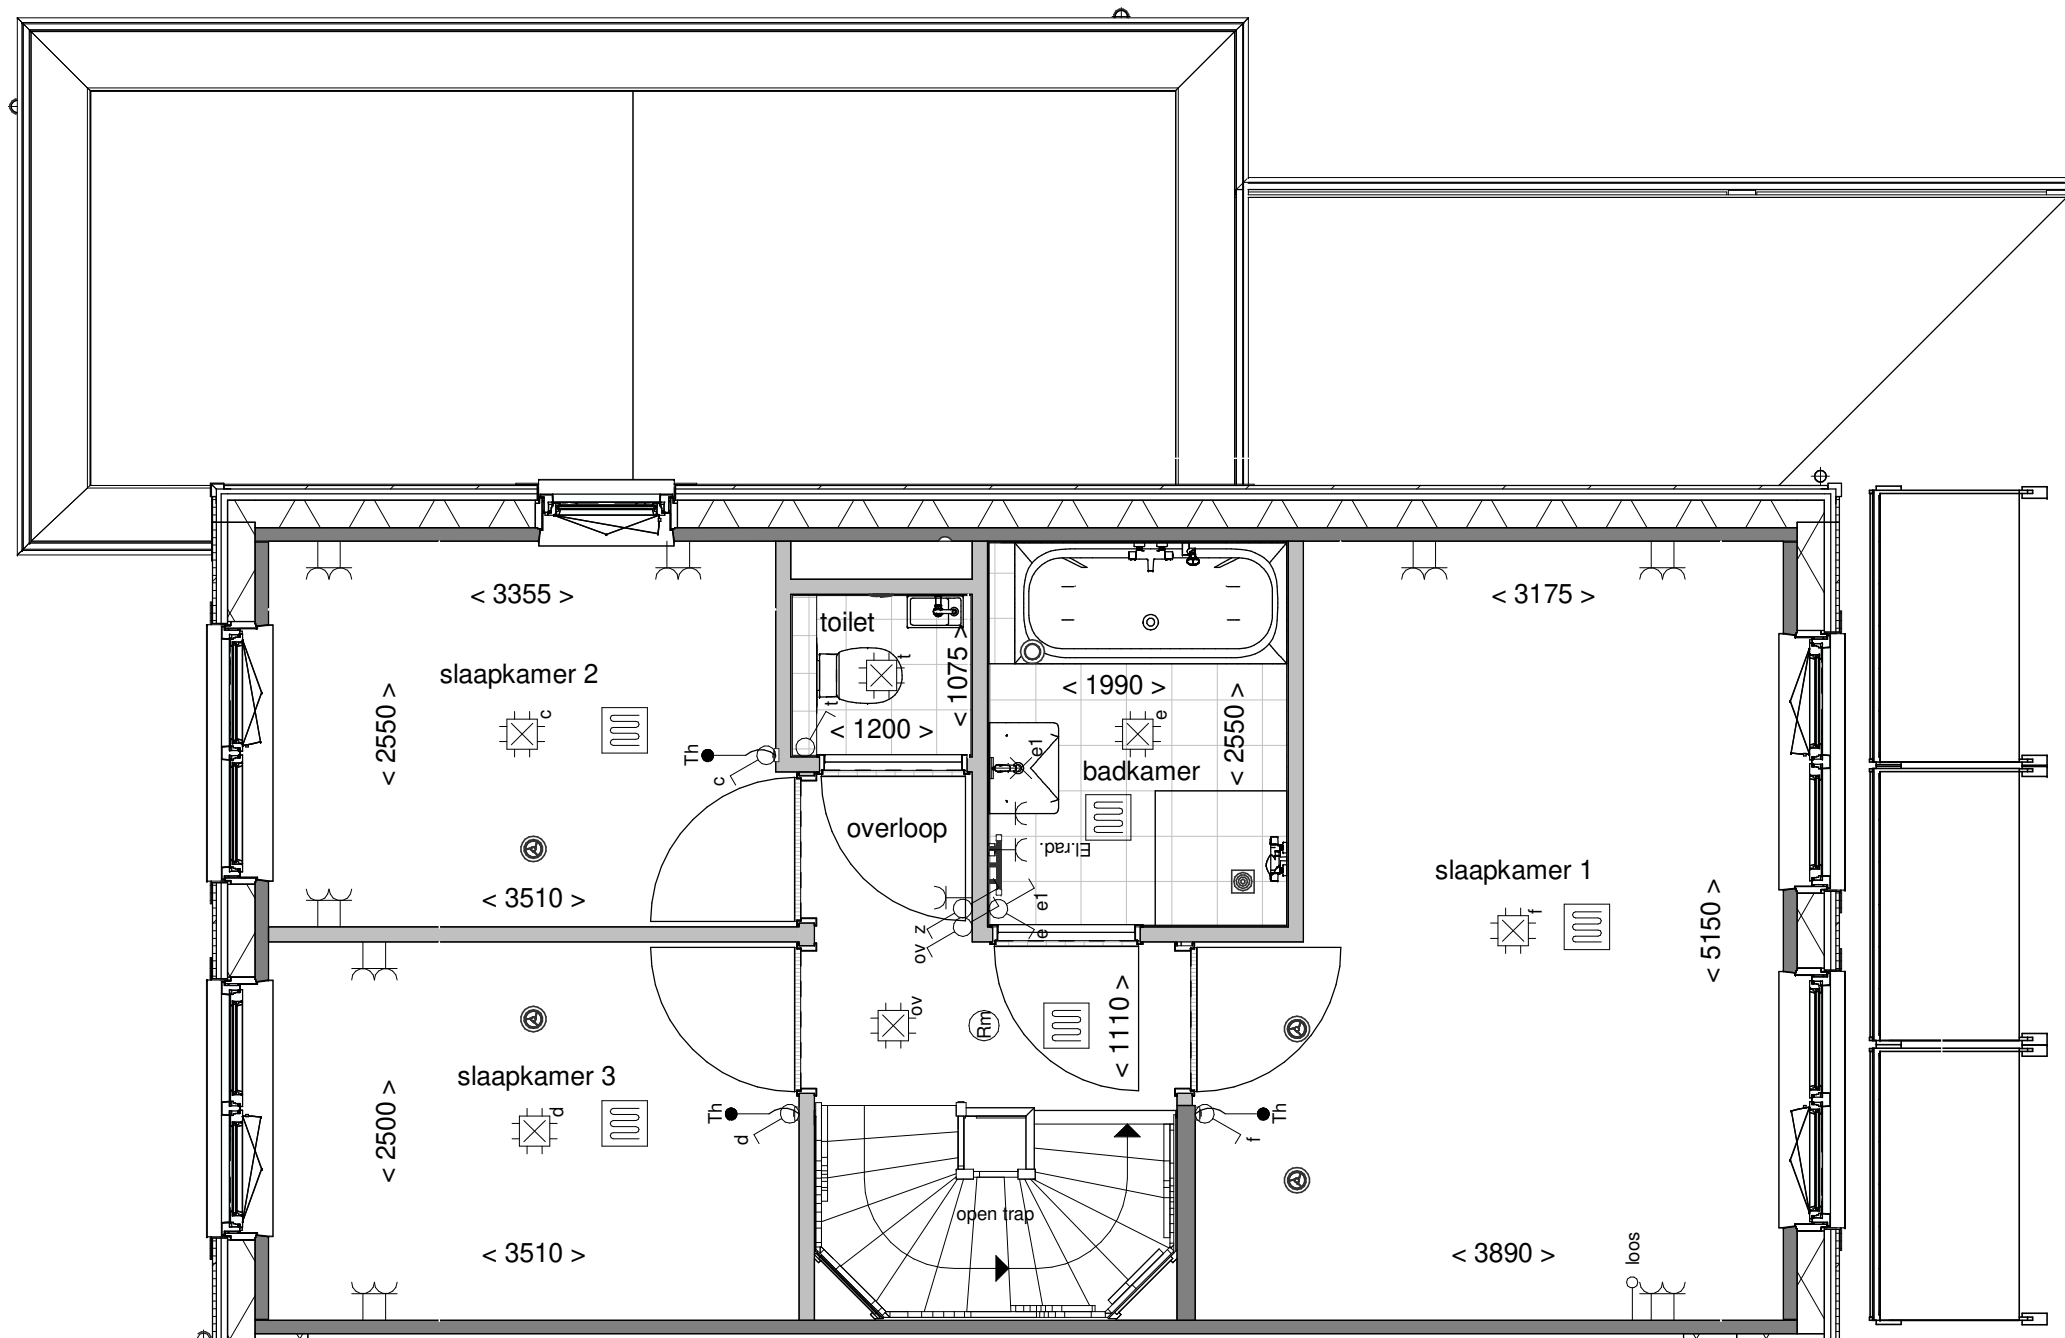 < 3355 >
< 3175 >
toilet
slaapkamer 2
t
< 1075 >
< 1990 >
t
< 2550 >
c
< 1200 >
e
< 2550 >
Th
c
e1
badkamer
overloop
El.rad.
slaapkamer 1
< 3510 >
e1
z
e
ov
f
< 5150 >
ov
Rm
< 1110 >
slaapkamer 3
< 2500 >
d
Th
d
Th
f
open trap
< 3510 >
< 3890 >
loos